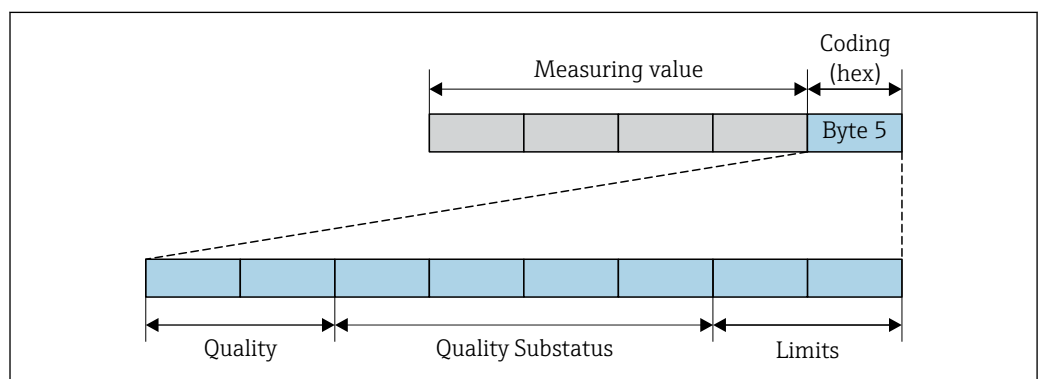 Coding
(hex)
Measuring value
Byte 5
Quality
Quality Substatus
Limits